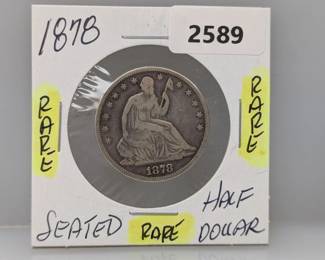 1878
2589
RARE
RARE
1878
SEATED
RARE
HALF
DOLLAR